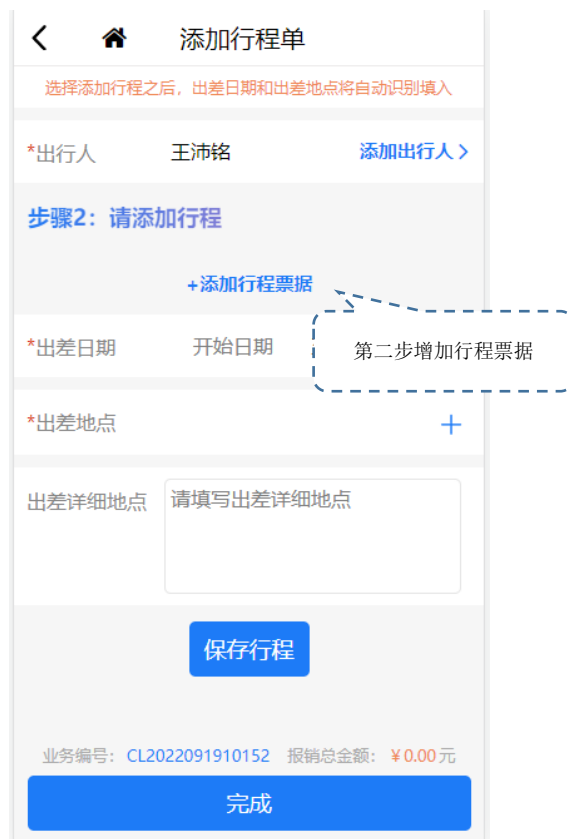 添加行程单
选择添加行程之后，出差日期和出差地点将自动识别填入
*出行人 王沛铭 添加出行人
步骤2：请添加行程
+添加行程票据
*出差日期 开始日期 第二步增加行程票据
*出差地点 +
出差详细地点 请填写出差详细地点
保存行程
业务编号：CL2022091910152 报销总金额：￥0.00元
完成